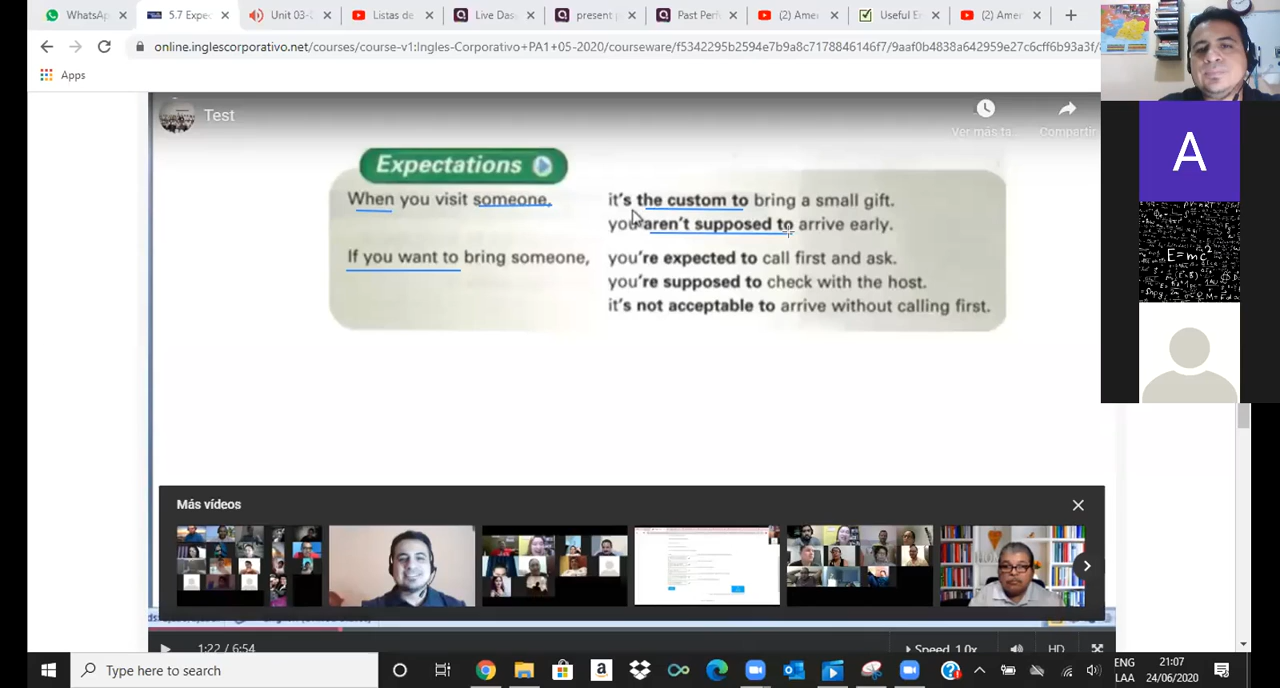 WhatsAp
5.7 Expec
Unit 03-
Listas de
Live Das
present p
Past Perf
(2) Amer
Useful En
(2) Amer
online.inglescorporativo.net/courses/course-v1:Ingles-Corporativo+PA1+05-2020/courseware/f5342295b2594e7b9a8c7178846146f7/
Apps
Test
Ver más ta...
Compartir
Expectations
When you visit someone, it's the custom to bring a small gift.
you aren't supposed to arrive early.
If you want to bring someone, you're expected to call first and ask.
you're supposed to check with the host.
it's not acceptable to arrive without calling first.
Más vídeos
1:22 / 6:54
Speed 1.0x
HD
A
E=mc²
Type here to search
ENG
LAA
21:07
24/06/2020